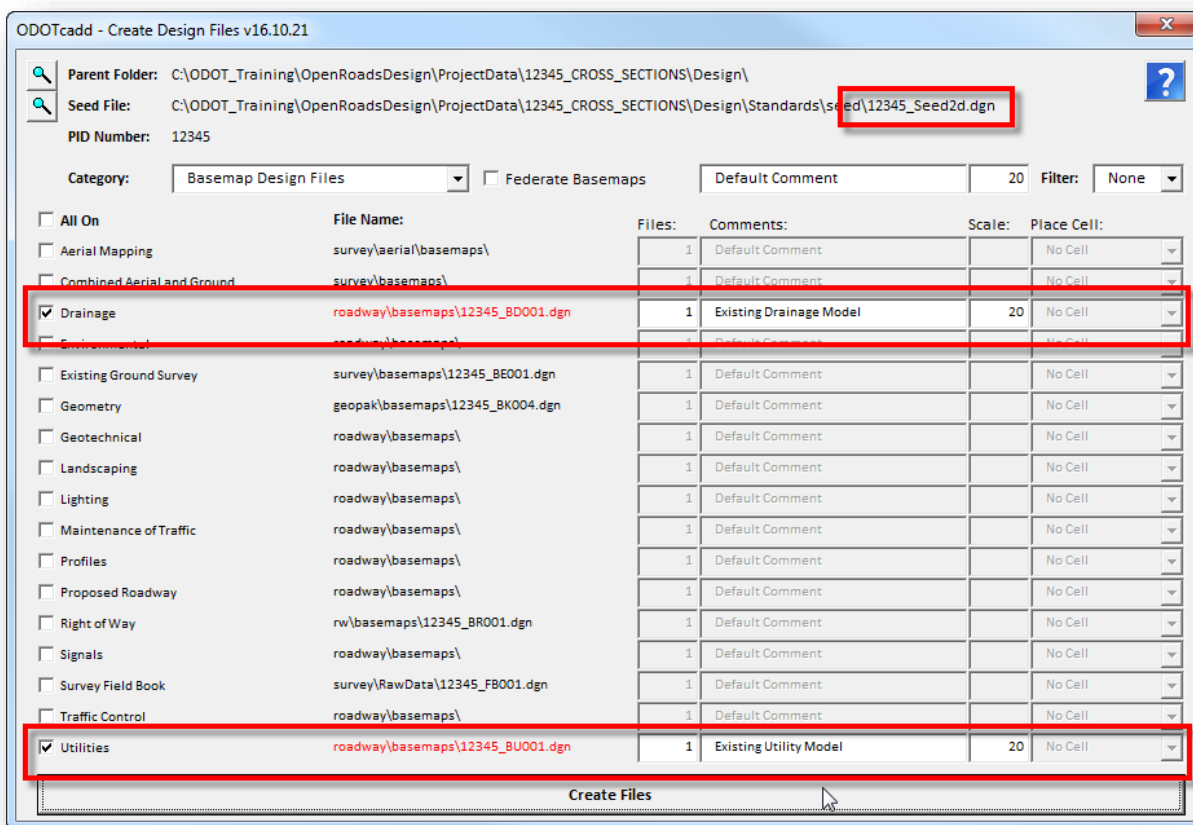 ODOTcadd - Create Design Files v16.10.21
Parent Folder: C:\ODOT_Training\OpenRoadsDesign\ProjectData\12345_CROSS_SECTIONS\Design\
Seed File: C:\ODOT_Training\OpenRoadsDesign\ProjectData\12345_CROSS_SECTIONS\Design\Standards\seed\12345_Seed2d.dgn
PID Number: 12345
Category: Basemap Design Files Federate Basemaps Default Comment 20 Filter: None
All On File Name: Files: Comments: Scale: Place Cell:
Aerial Mapping survey\aerial\basemaps\ 1 Default Comment No Cell
Combined Aerial and Ground survey\basemaps\ 1 Default Comment No Cell
Drainage roadway\basemaps\12345_BD001.dgn 1 Existing Drainage Model 20 No Cell
Environmental roadway\basemaps\ 1 Default Comment No Cell
Existing Ground Survey survey\basemaps\12345_BE001.dgn 1 Default Comment No Cell
Geometry geopak\basemaps\12345_BK004.dgn 1 Default Comment No Cell
Geotechnical roadway\basemaps\ 1 Default Comment No Cell
Landscaping roadway\basemaps\ 1 Default Comment No Cell
Lighting roadway\basemaps\ 1 Default Comment No Cell
Maintenance of Traffic roadway\basemaps\ 1 Default Comment No Cell
Profiles roadway\basemaps\ 1 Default Comment No Cell
Proposed Roadway roadway\basemaps\ 1 Default Comment No Cell
Right of Way rw\basemaps\12345_BR001.dgn 1 Default Comment No Cell
Signals roadway\basemaps\ 1 Default Comment No Cell
Survey Field Book survey\RawData\12345_FB001.dgn 1 Default Comment No Cell
Traffic Control roadway\basemaps\ 1 Default Comment No Cell
Utilities roadway\basemaps\12345_BU001.dgn 1 Existing Utility Model 20 No Cell
Create Files